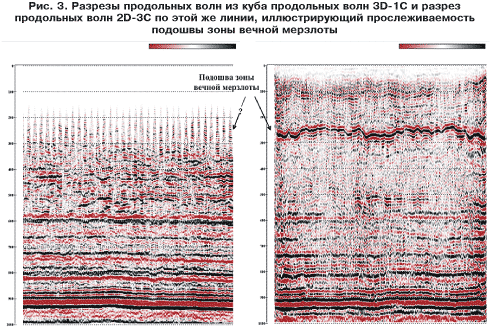 Рис. 3. Разрезы продольных волн из куба продольных волн 3D-1C и разрез
продольных волн 2D-3C по этой же линии, иллюстрирующий прослеживаемость
подошвы зоны вечной мерзлоты
Подошва зоны
вечной мерзлоты
?